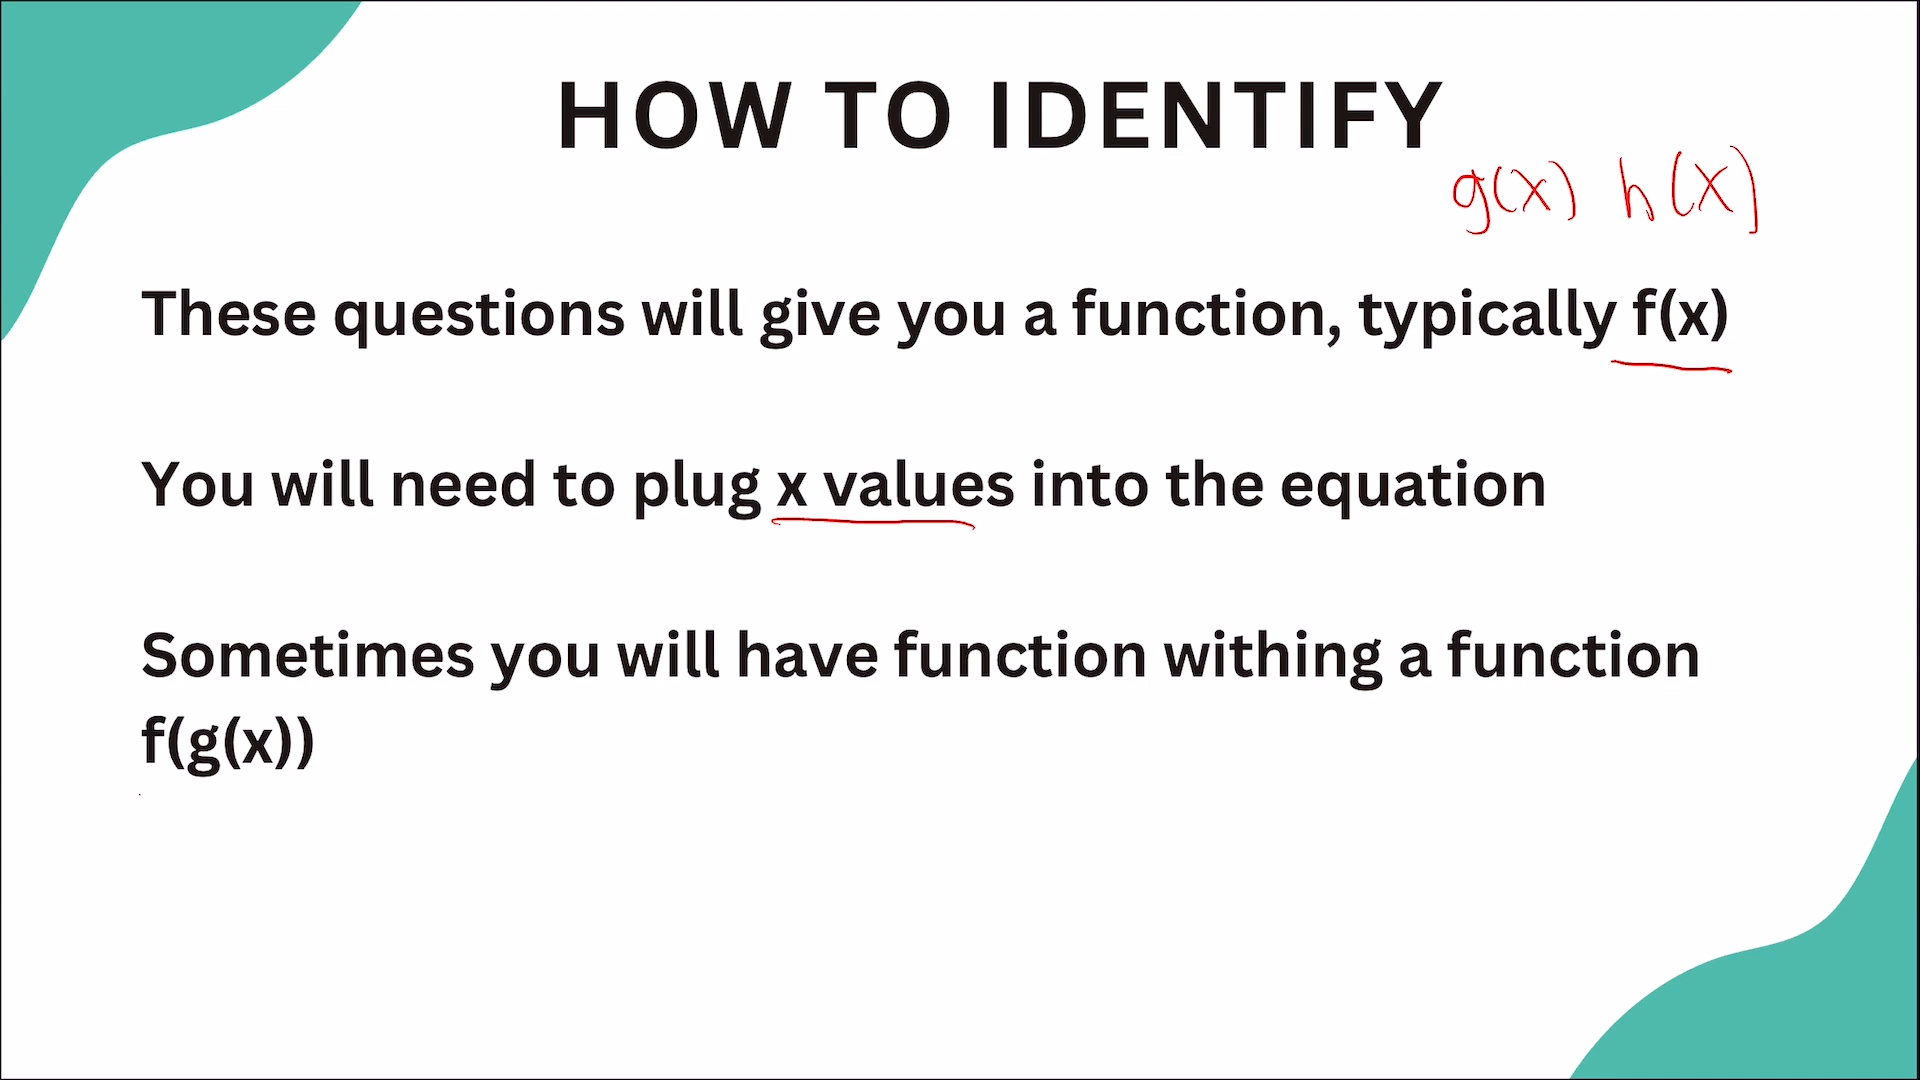 HOW TO IDENTIFY
g(x) h(x)
These questions will give you a function, typically f(x)
You will need to plug x values into the equation
Sometimes you will have function withing a function
f(g(x))